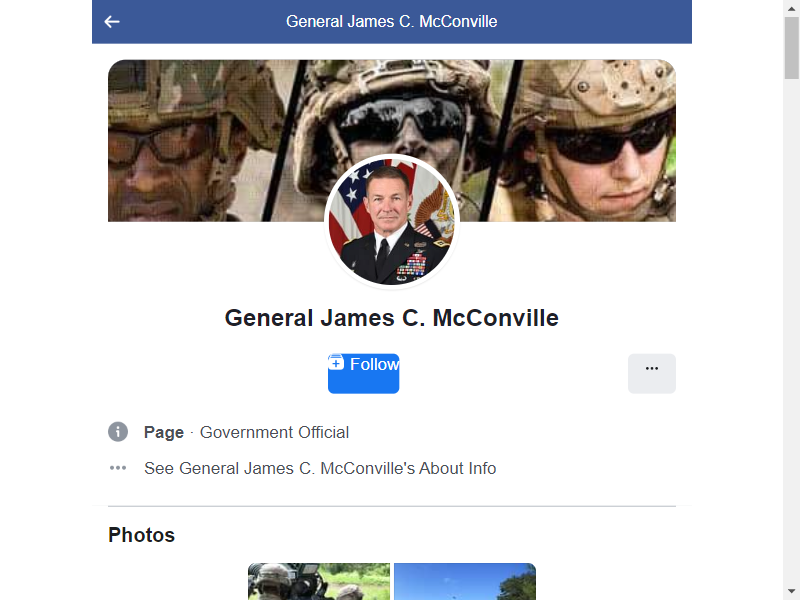 General James C. McConville
General James C. McConville
Follow
Page · Government Official
See General James C. McConville's About Info
Photos